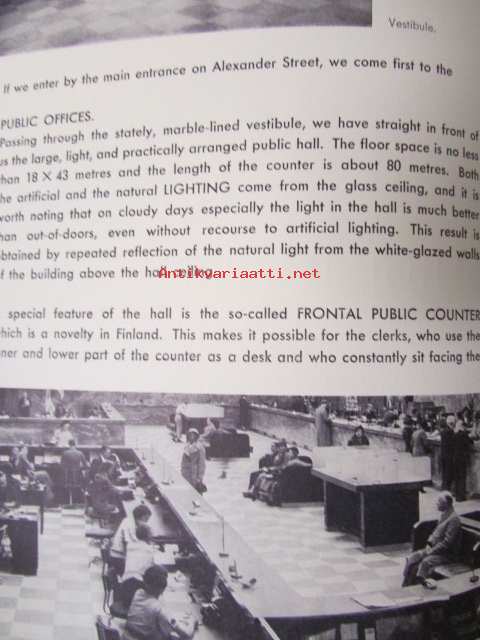 Vestibule.
If we enter by the main entrance on Alexander Street, we come first to the
PUBLIC OFFICES.
Passing through the stately, marble-lined vestibule, we have straight in front of
us the large, light, and practically arranged public hall. The floor space is no less
than 18 × 43 metres and the length of the counter is about 80 metres. Both
the artificial and the natural LIGHTING come from the glass ceiling, and it is
worth noting that on cloudy days especially the light in the hall is much better
han out-of-doors, even without recourse to artificial lighting. This result is
obtained by repeated reflection of the natural light from the white-glazed walls
of the building above the hall ceiling.
Antikvariaatti.net
special feature of the hall is the so-called FRONTAL PUBLIC COUNTER
which is a novelty in Finland. This makes it possible for the clerks, who use the
ner and lower part of the counter as a desk and who constantly sit facing the